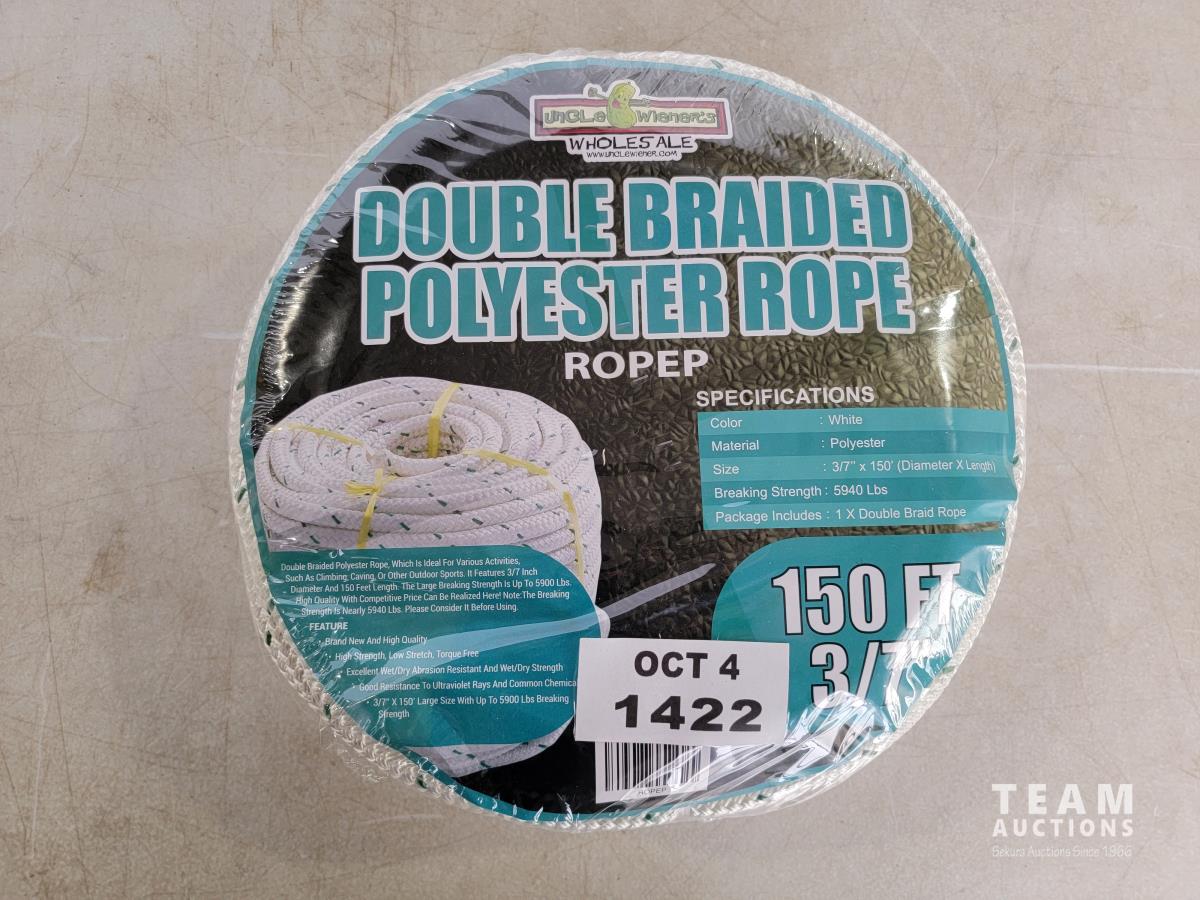 UNCLE WIENER'S
WHOLESALE
WWW.UNCLEWIENER.COM
DOUBLE BRAIDED
POLYESTER ROPE
ROPEP
SPECIFICATIONS
Color : White
Material : Polyester
Size : 3/7" x 150' (Diameter X Length)
Breaking Strength : 5940 Lbs
Package Includes : 1 X Double Braid Rope
Double Braided Polyester Rope, Which Is Ideal For Various Activities,
Such As Climbing, Caving, Or Other Outdoor Sports. It Features 3/7 Inch
Diameter And 150 Feet Length. The Large Breaking Strength Is Up To 5900 Lbs.
High Quality With Competitive Price Can Be Realized Here! Note:The Breaking
Strength Is Nearly 5940 Lbs. Please Consider It Before Using.
FEATURE
• Brand New And High Quality
• High Strength, Low Stretch, Torque Free
• Excellent Wet/Dry Abrasion Resistant And Wet/Dry Strength
• Good Resistance To Ultraviolet Rays And Common Chemica
• 3/7" X 150' Large Size With Up To 5900 Lbs Breaking
Strength
150 FT
3/7"
OCT 4
1422
ROPEP
TEAM
AUCTIONS
Sekura Auctions Since 1966